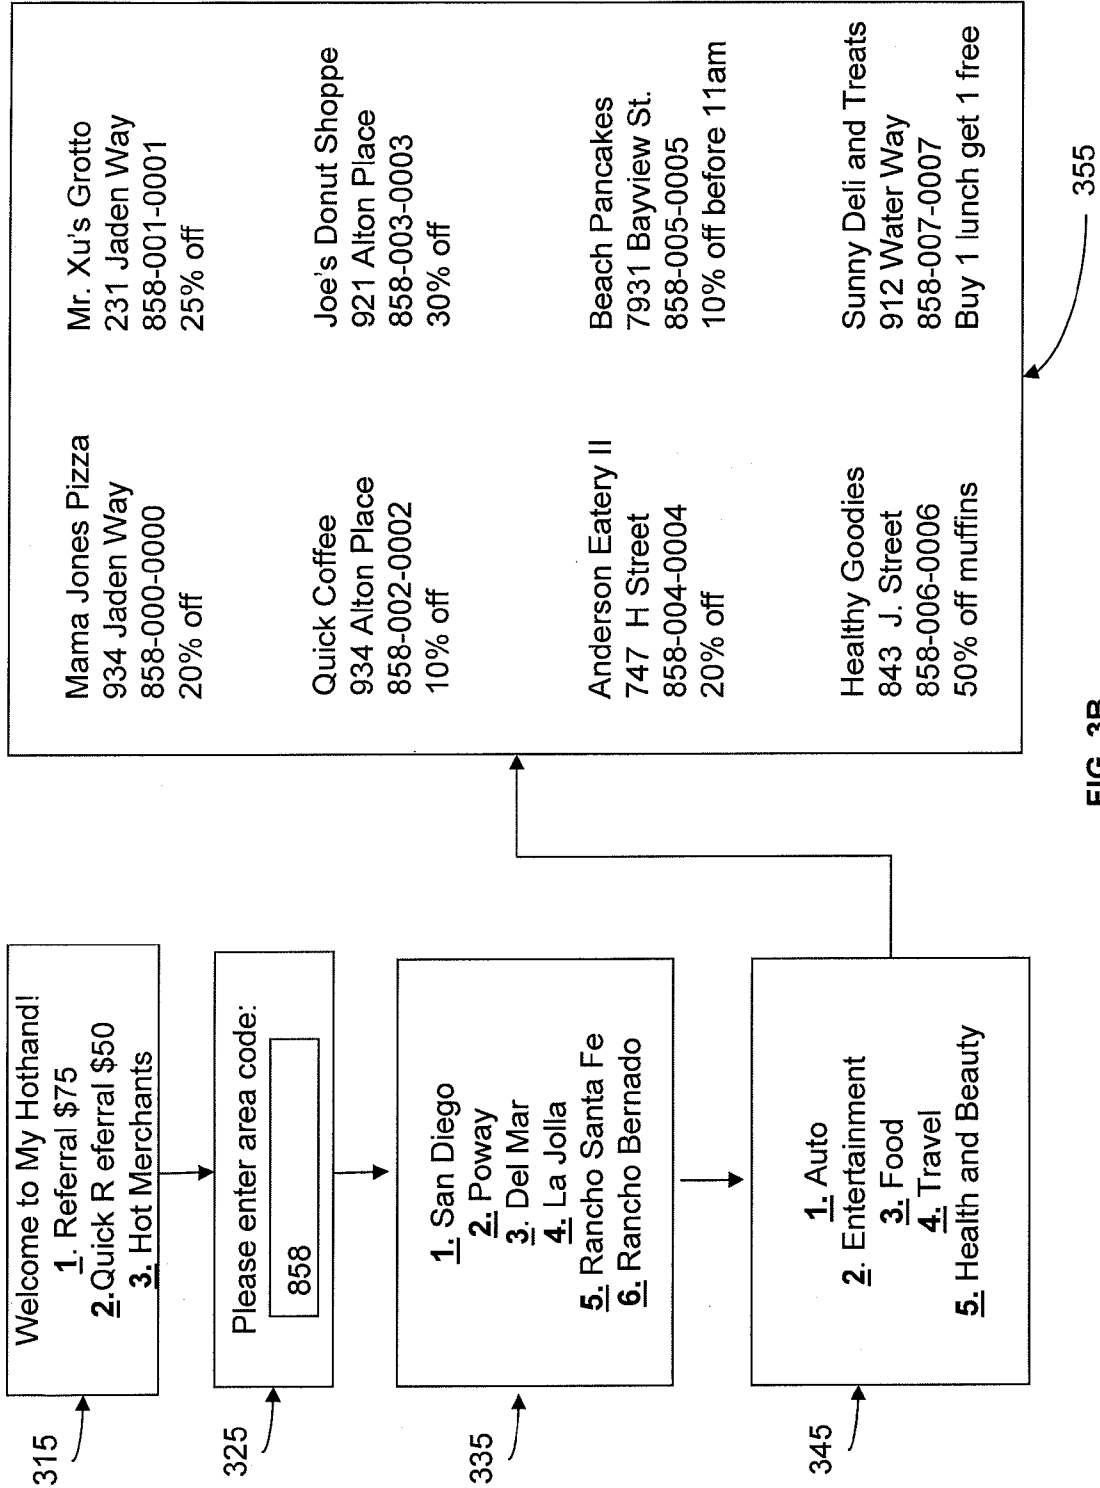 315
Welcome to My Hothand!
1. Referral $75
2.Quick R eferral $50
3. Hot Merchants
325
Please enter area code:
858
335
1. San Diego
2. Poway
3. Del Mar
4. La Jolla
5. Rancho Santa Fe
6. Rancho Bernado
345
1. Auto
2. Entertainment
3. Food
4. Travel
5. Health and Beauty
Mama Jones Pizza
934 Jaden Way
858-000-0000
20% off
Mr. Xu's Grotto
231 Jaden Way
858-001-0001
25% off
Quick Coffee
934 Alton Place
858-002-0002
10% off
Joe's Donut Shoppe
921 Alton Place
858-003-0003
30% off
Anderson Eatery II
747 H Street
858-004-0004
20% off
Beach Pancakes
7931 Bayview St.
858-005-0005
10% off before 11am
Healthy Goodies
843 J. Street
858-006-0006
50% off muffins
Sunny Deli and Treats
912 Water Way
858-007-0007
Buy 1 lunch get 1 free
355
FIG. 3B